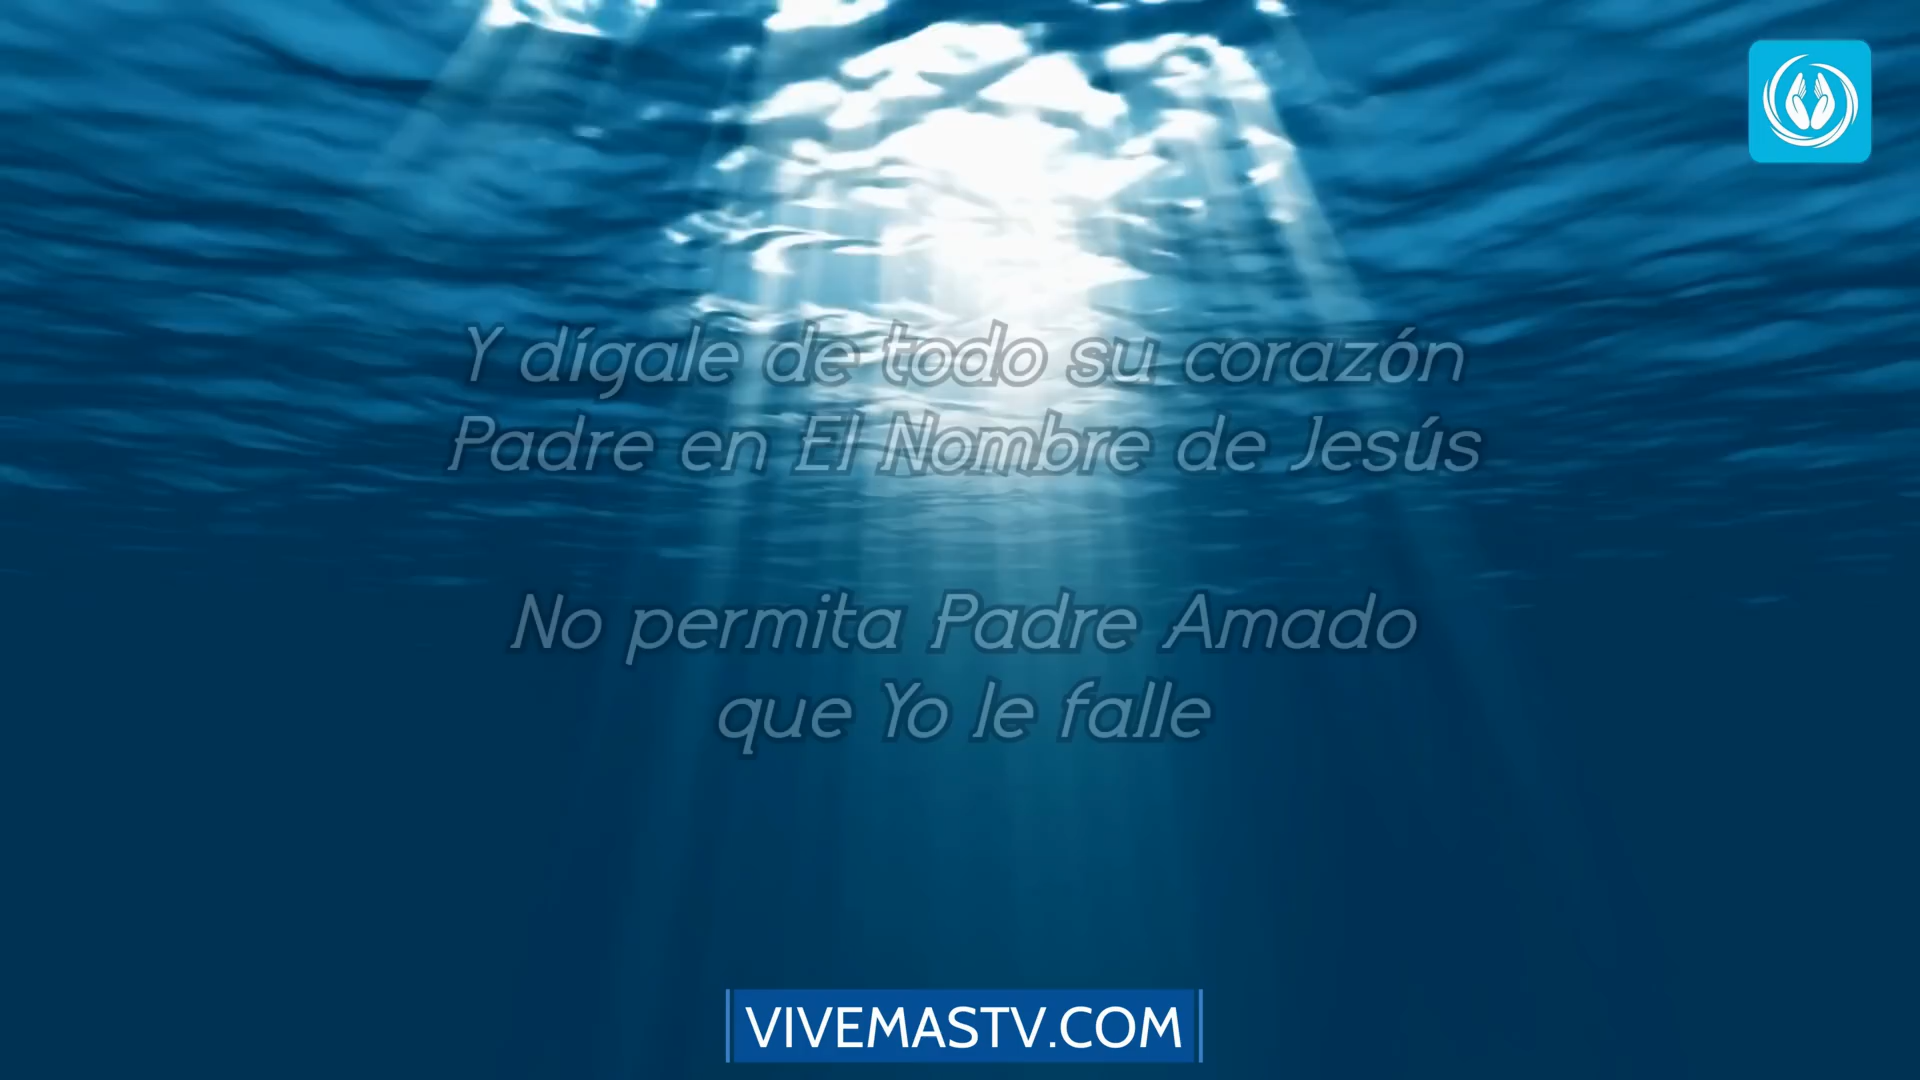 Y dígale de todo su corazón
Padre en El Nombre de Jesús
No permita Padre Amado
que Yo le falle
VIVEMASTV.COM